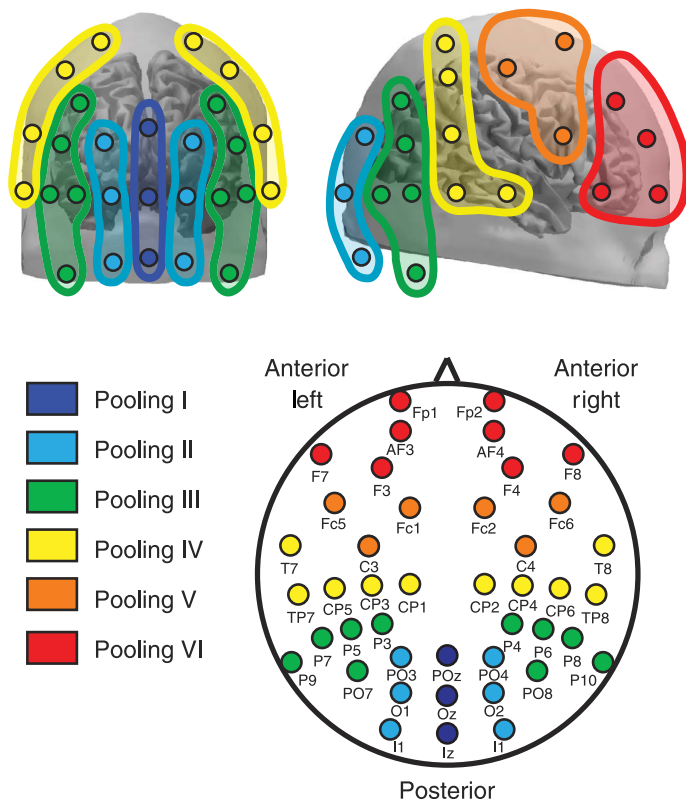 Anterior
left
Anterior
right
Pooling I
Pooling II
Pooling III
Pooling IV
Pooling V
Pooling VI
Fp1 Fp2
AF3 AF4
F7 F3 F4 F8
Fc5 Fc1 Fc2 Fc6
T7 C3 C4 T8
TP7 CP5 CP3 CP1 CP2 CP4 CP6 TP8
P9 P7 P5 P3 P4 P6 P8 P10
PO7 PO3 POz PO4 PO8
O1 Oz O2
I1 Iz I1
Posterior